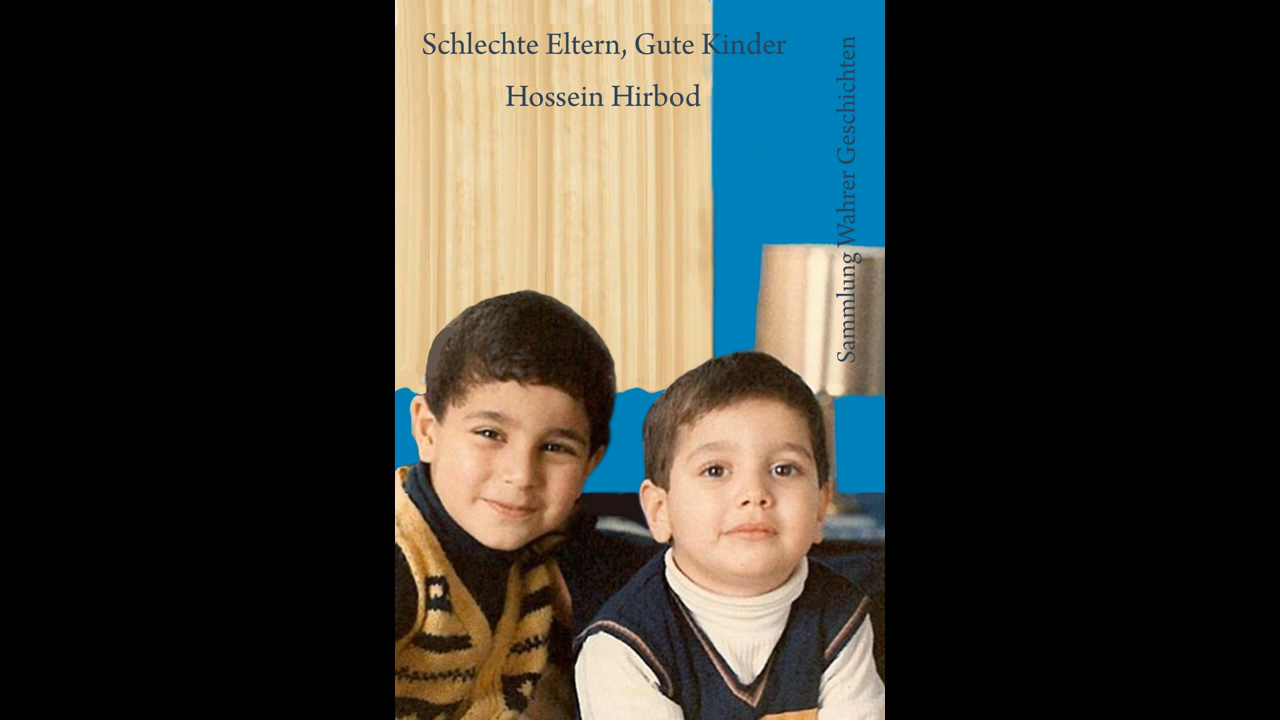 Schlechte Eltern, Gute Kinder
Hossein Hirbod
Sammlung Wahrer Geschichten